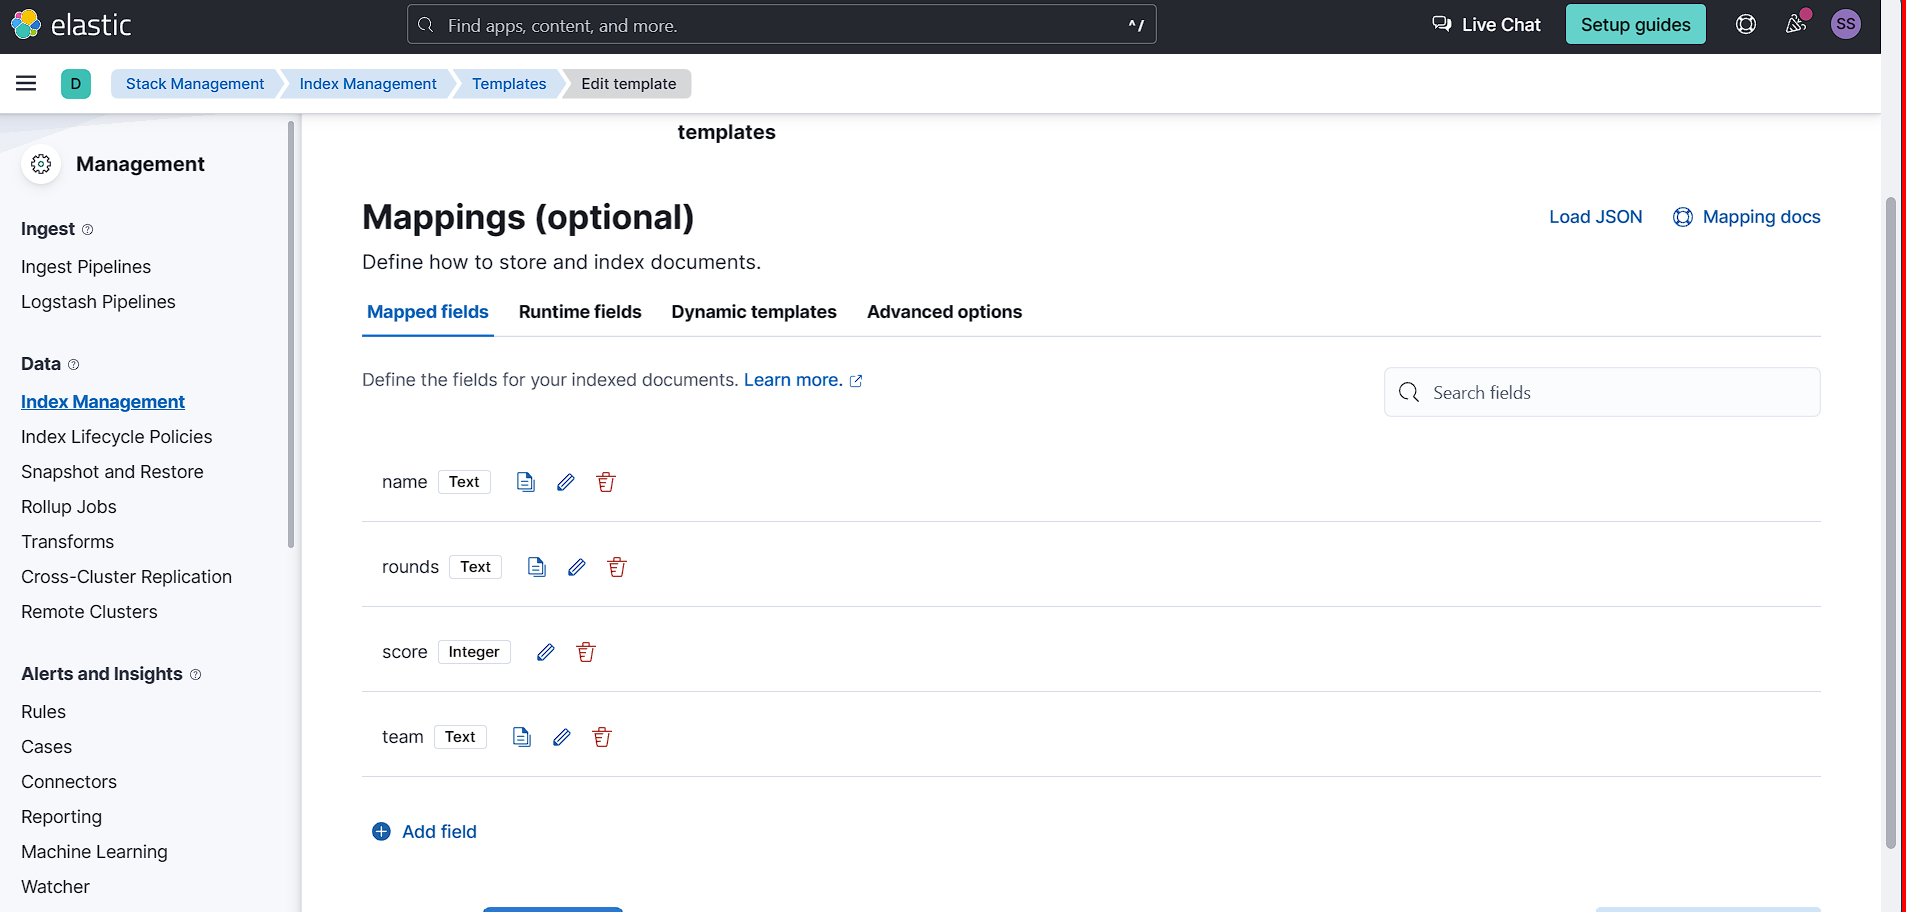 elastic
Find apps, content, and more.
^/
Live Chat
Setup guides
SS
D
Stack Management
Index Management
Templates
Edit template
Management
Ingest
Ingest Pipelines
Logstash Pipelines
Data
Index Management
Index Lifecycle Policies
Snapshot and Restore
Rollup Jobs
Transforms
Cross-Cluster Replication
Remote Clusters
Alerts and Insights
Rules
Cases
Connectors
Reporting
Machine Learning
Watcher
templates
Mappings (optional)
Load JSON
Mapping docs
Define how to store and index documents.
Mapped fields
Runtime fields
Dynamic templates
Advanced options
Define the fields for your indexed documents. Learn more.
Search fields
name Text
rounds Text
score Integer
team Text
Add field